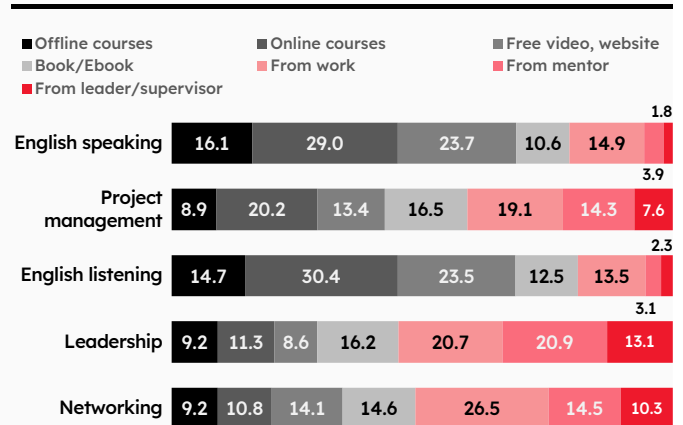 Offline courses Online courses Free video, website
Book/Ebook From work From mentor
From leader/supervisor
1.8
English speaking 16.1 29.0 23.7 10.6 14.9
3.9
Project
management 8.9 20.2 13.4 16.5 19.1 14.3 7.6
2.3
English listening 14.7 30.4 23.5 12.5 13.5
3.1
Leadership 9.2 11.3 8.6 16.2 20.7 20.9 13.1
Networking 9.2 10.8 14.1 14.6 26.5 14.5 10.3